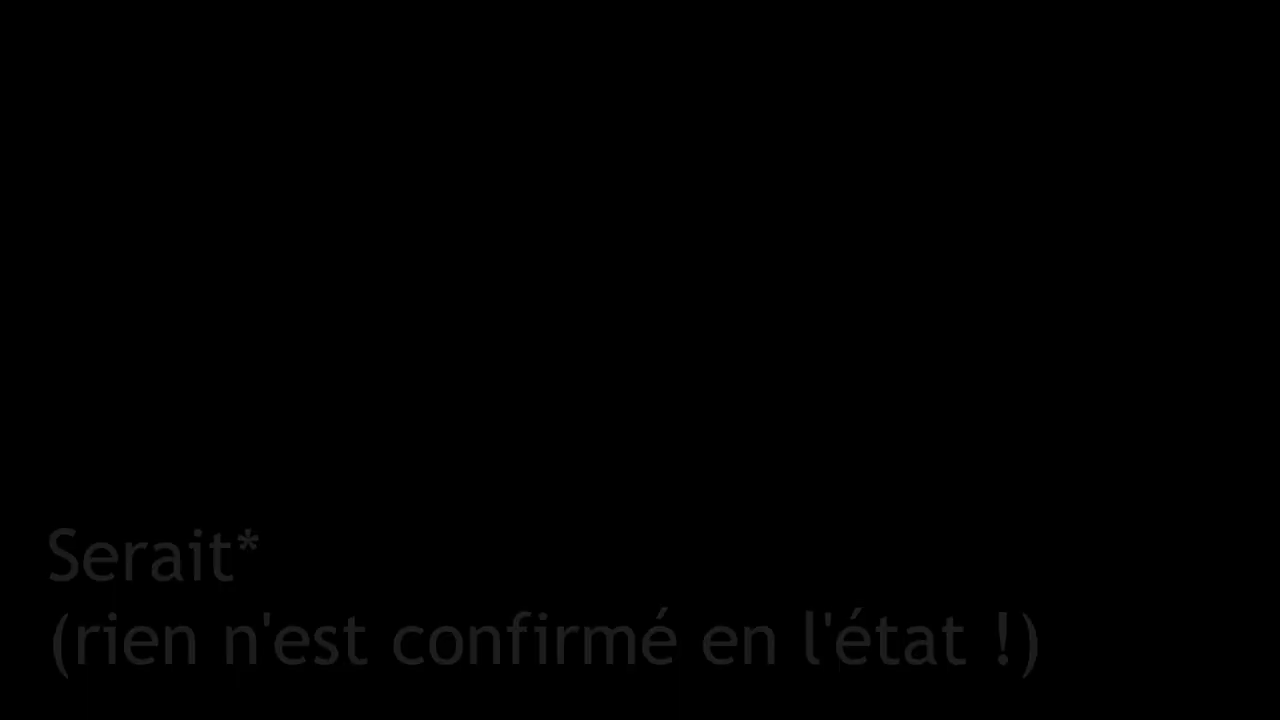 Serait*
(rien n'est confirmé en l'état !)